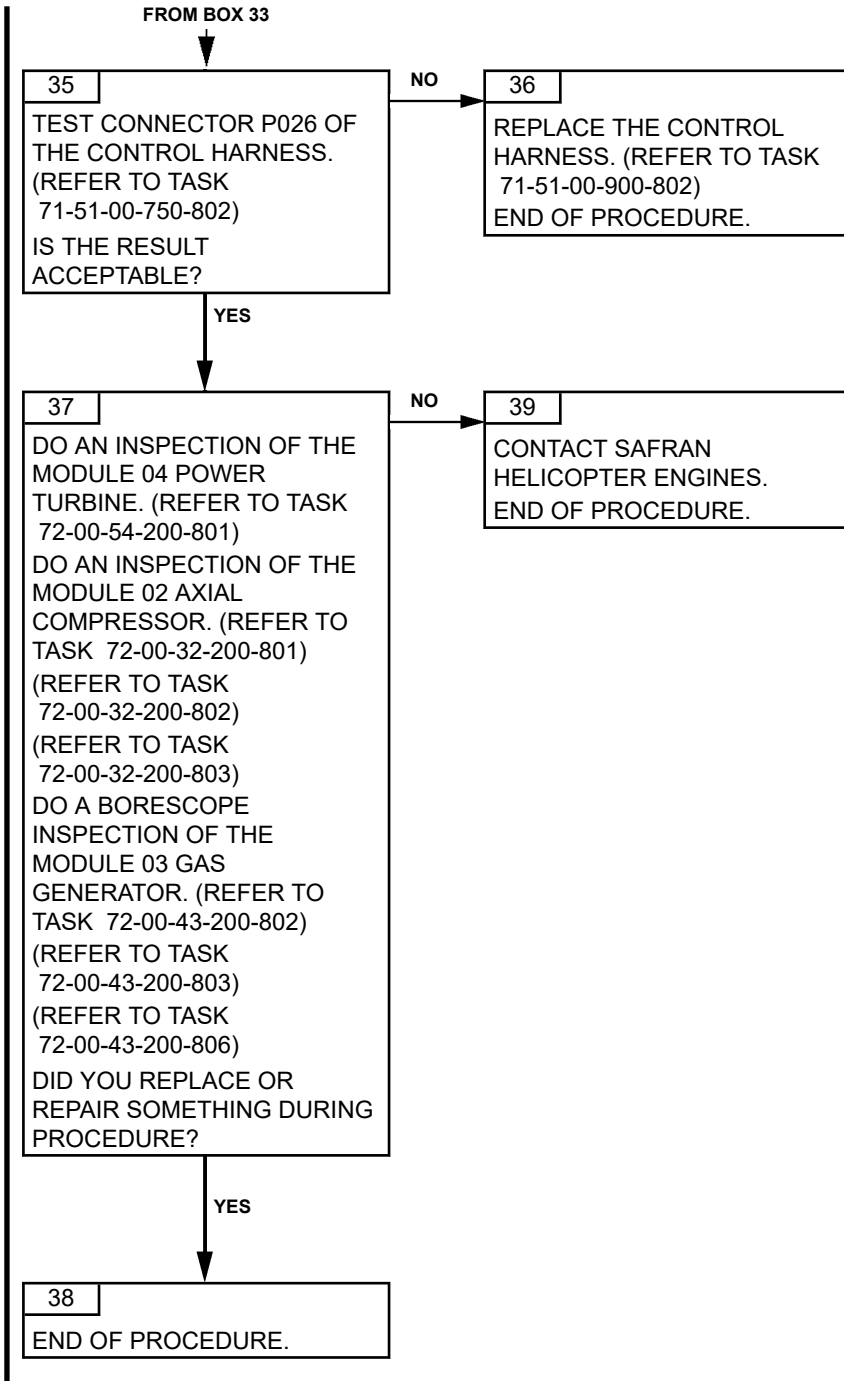 FROM BOX 33
35
TEST CONNECTOR P026 OF
THE CONTROL HARNESS.
(REFER TO TASK
71-51-00-750-802)
IS THE RESULT
ACCEPTABLE?
NO
36
REPLACE THE CONTROL
HARNESS. (REFER TO TASK
71-51-00-900-802)
END OF PROCEDURE.
YES
37
DO AN INSPECTION OF THE
MODULE 04 POWER
TURBINE. (REFER TO TASK
72-00-54-200-801)
DO AN INSPECTION OF THE
MODULE 02 AXIAL
COMPRESSOR. (REFER TO
TASK 72-00-32-200-801)
(REFER TO TASK
72-00-32-200-802)
(REFER TO TASK
72-00-32-200-803)
DO A BORESCOPE
INSPECTION OF THE
MODULE 03 GAS
GENERATOR. (REFER TO
TASK 72-00-43-200-802)
(REFER TO TASK
72-00-43-200-803)
(REFER TO TASK
72-00-43-200-806)
DID YOU REPLACE OR
REPAIR SOMETHING DURING
PROCEDURE?
NO
39
CONTACT SAFRAN
HELICOPTER ENGINES.
END OF PROCEDURE.
YES
38
END OF PROCEDURE.